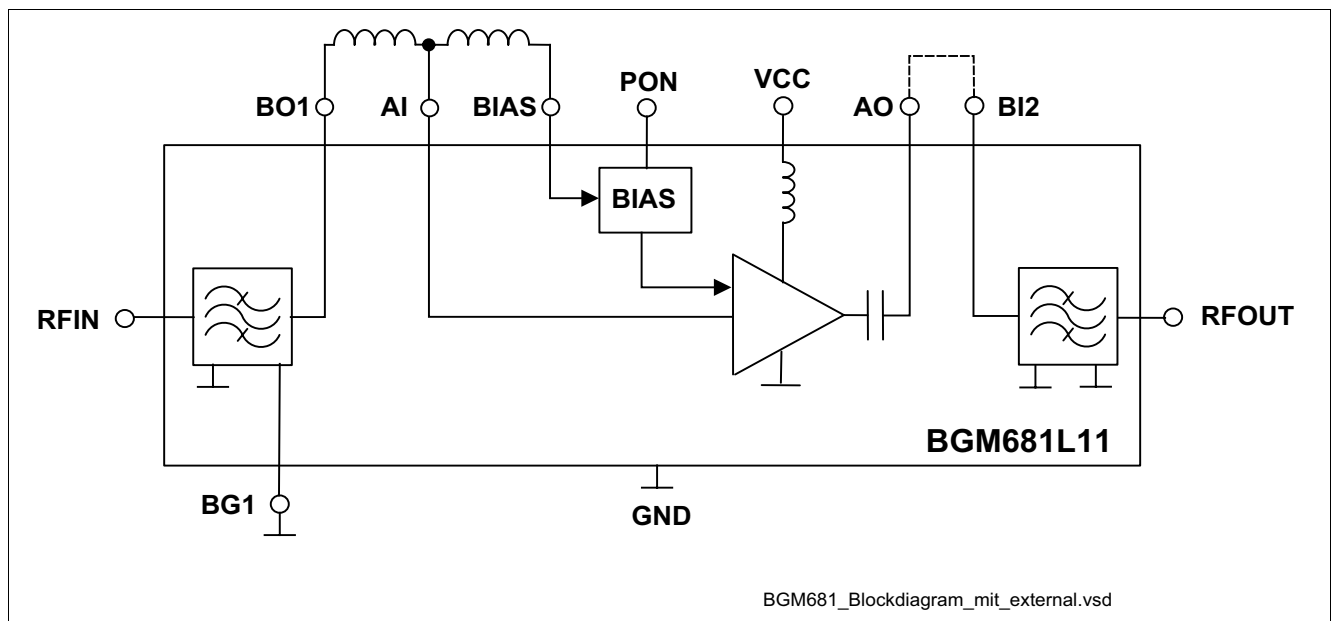 PON
VCC
BO1
AI
BIAS
AO
BI2
BIAS
RFIN
RFOUT
BGM681L11
BG1
GND
BGM681_Blockdiagram_mit_external.vsd